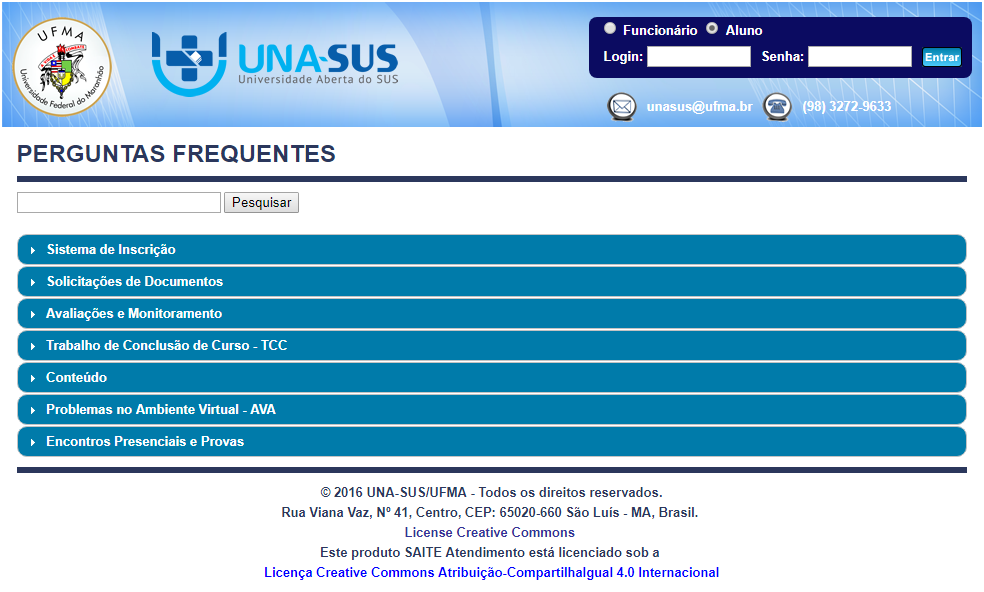 UFMA
Universidade Federal do Maranhão
UNA-SUS
Universidade Aberta do SUS
Funcionário Aluno
Login: Senha: Entrar
unasus@ufma.br (98) 3272-9633
PERGUNTAS FREQUENTES
Pesquisar
Sistema de Inscrição
Solicitações de Documentos
Avaliações e Monitoramento
Trabalho de Conclusão de Curso - TCC
Conteúdo
Problemas no Ambiente Virtual - AVA
Encontros Presenciais e Provas
© 2016 UNA-SUS/UFMA - Todos os direitos reservados.
Rua Viana Vaz, Nº 41, Centro, CEP: 65020-660 São Luís - MA, Brasil.
License Creative Commons
Este produto SAITE Atendimento está licenciado sob a
Licença Creative Commons Atribuição-CompartilhaIgual 4.0 Internacional